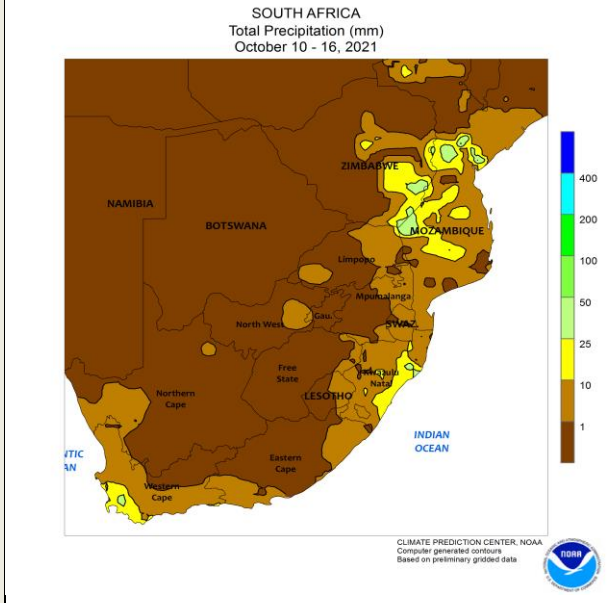 SOUTH AFRICA
Total Precipitation (mm)
October 10 - 16, 2021
ZIMBABWE
NAMIBIA
BOTSWANA
MOZAMBIQUE
Limpopo
Mpumalanga
North West
Gau.
SWAZ.
Free
State
Natal
LESOTHO
Northern
Cape
Eastern
Cape
Western
Cape
NTIC
AN
INDIAN
OCEAN
400
200
100
50
25
10
1
CLIMATE PREDICTION CENTER, NOAA
Computer generated contours
Based on preliminary gridded data
NOAA